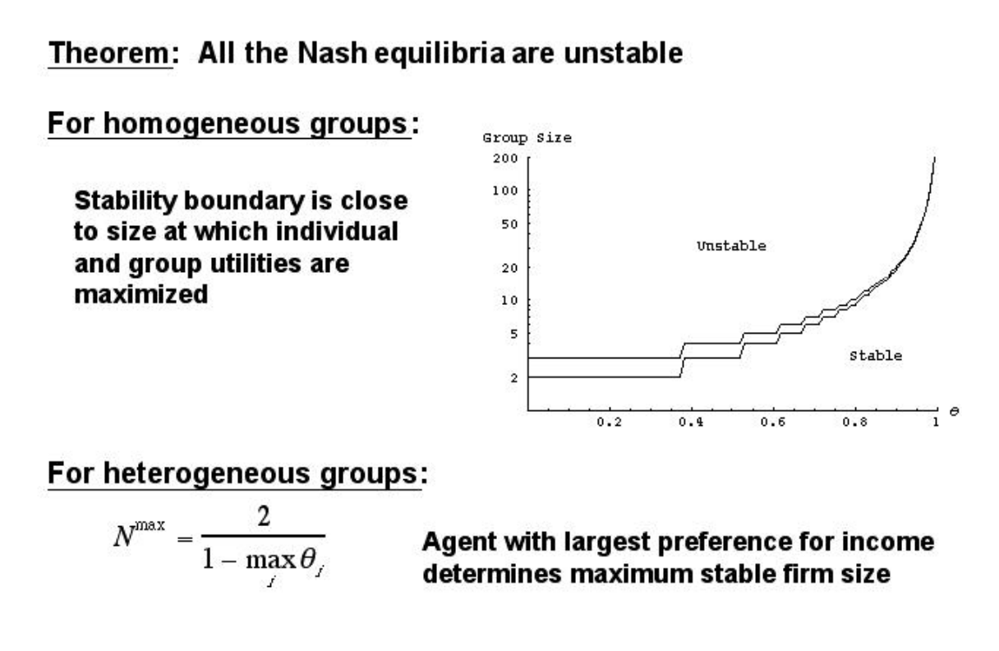 Theorem: All the Nash equilibria are unstable
For homogeneous groups:
Stability boundary is close
to size at which individual
and group utilities are
maximized
Group Size
200
100
50
20
10
5
2
Unstable
Stable
0.2 0.4 0.6 0.8 1 θ
For heterogeneous groups:
N^max = 2 / (1 – max_j θ_j)
Agent with largest preference for income
determines maximum stable firm size